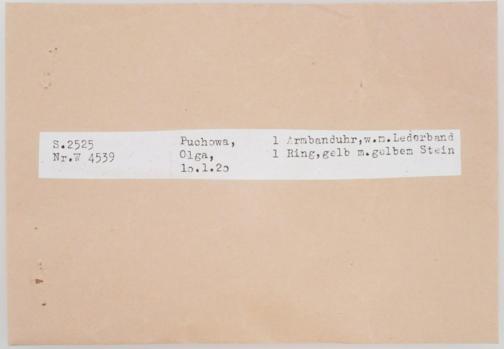 S.2525 Puchowa, 1 Armbanduhr,w.m.Lederband
Nr.W 4539 Olga, 1 Ring,gelb m.gelbem Stein
1o.1.2o